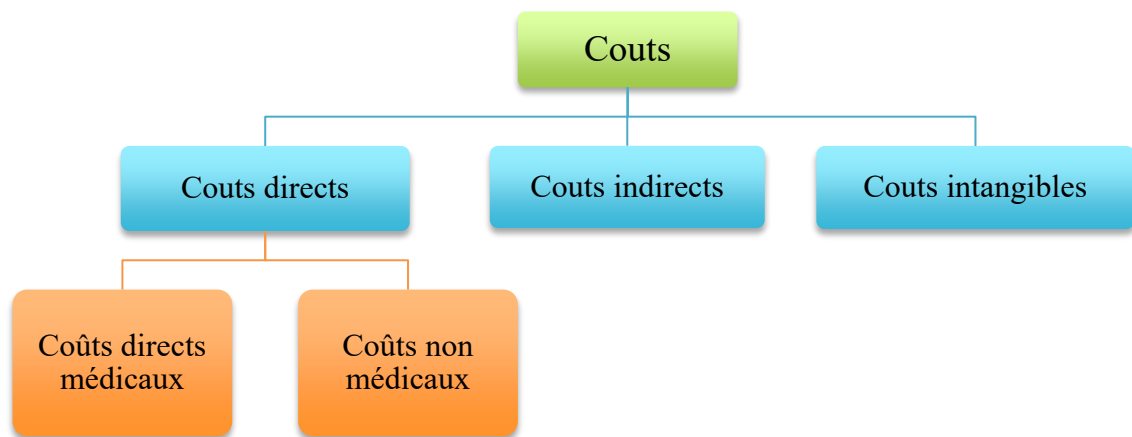 Couts
Couts directs
Couts indirects
Couts intangibles
Coûts directs
médicaux
Coûts non
médicaux